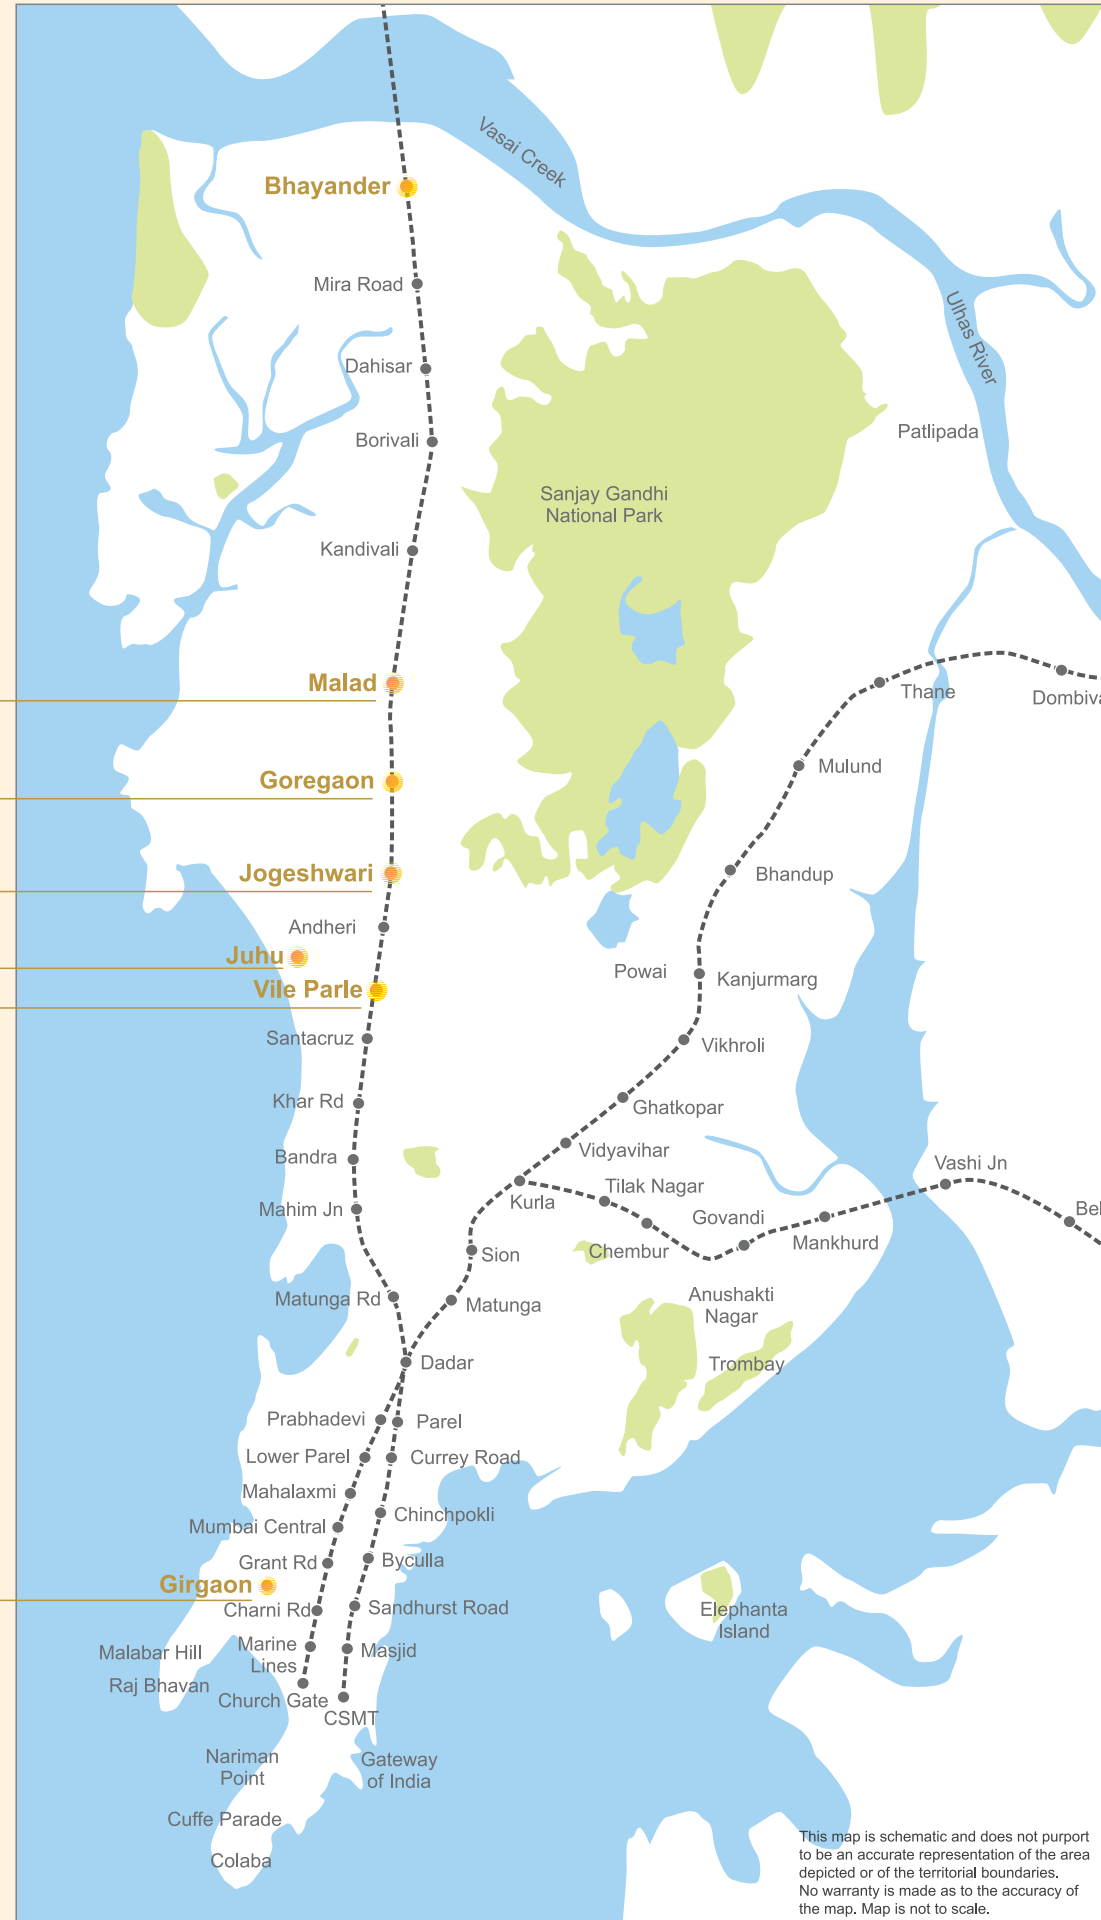 Vasai Creek
Bhayander
Mira Road
Ulhas River
Dahisar
Patlipada
Borivali
Sanjay Gandhi
National Park
Kandivali
Malad
Thane
Dombiva
Mulund
Goregaon
Jogeshwari
Bhandup
Andheri
Juhu
Powai
Kanjurmarg
Vile Parle
Santacruz
Vikhroli
Khar Rd
Ghatkopar
Vidyavihar
Bandra
Vashi Jn
Tilak Nagar
Kurla
Mahim Jn
Bel
Govandi
Mankhurd
Chembur
Sion
Anushakti
Nagar
Matunga Rd
Matunga
Dadar
Trombay
Prabhadevi
Parel
Lower Parel
Currey Road
Mahalaxmi
Chinchpokli
Mumbai Central
Byculla
Grant Rd
Girgaon
Sandhurst Road
Charni Rd
Elephanta
Island
Marine
Lines
Masjid
Malabar Hill
Raj Bhavan
Church Gate
CSMT
Nariman
Point
Gateway
of India
Cuffe Parade
Colaba
This map is schematic and does not purport
to be an accurate representation of the area
depicted or of the territorial boundaries.
No warranty is made as to the accuracy of
the map. Map is not to scale.